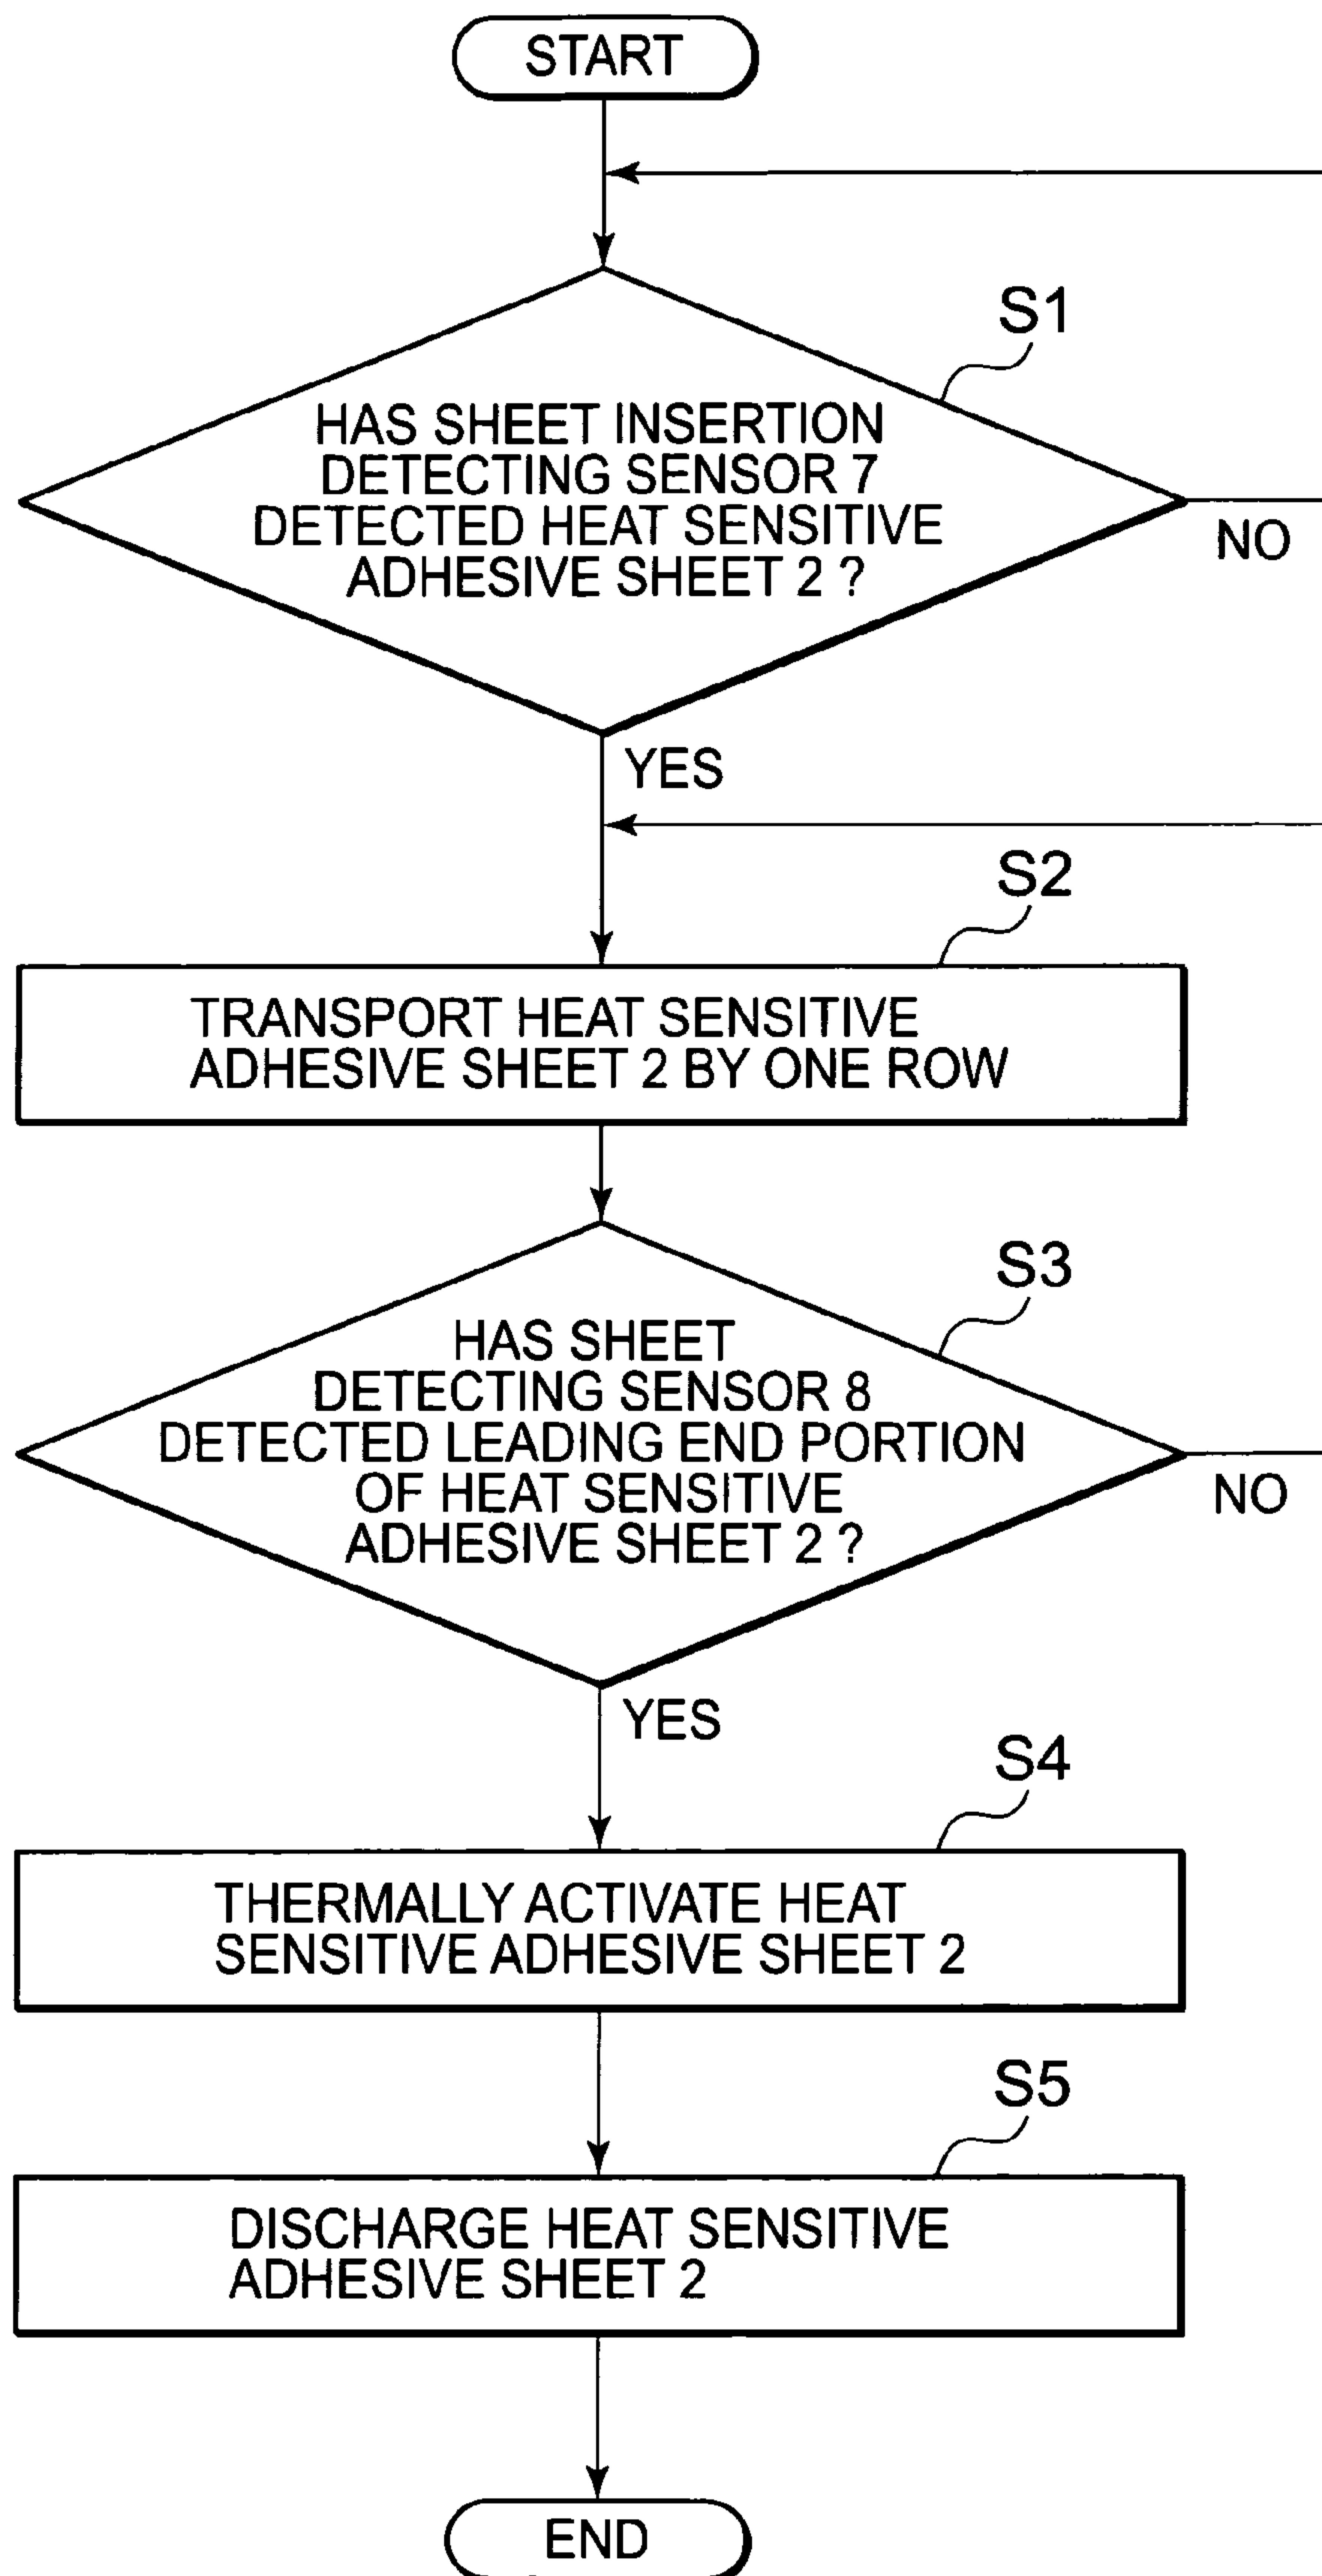 START
S1
HAS SHEET INSERTION
DETECTING SENSOR 7
DETECTED HEAT SENSITIVE
ADHESIVE SHEET 2 ?
NO
YES
S2
TRANSPORT HEAT SENSITIVE
ADHESIVE SHEET 2 BY ONE ROW
S3
HAS SHEET
DETECTING SENSOR 8
DETECTED LEADING END PORTION
OF HEAT SENSITIVE
ADHESIVE SHEET 2 ?
NO
YES
S4
THERMALLY ACTIVATE HEAT
SENSITIVE ADHESIVE SHEET 2
S5
DISCHARGE HEAT SENSITIVE
ADHESIVE SHEET 2
END